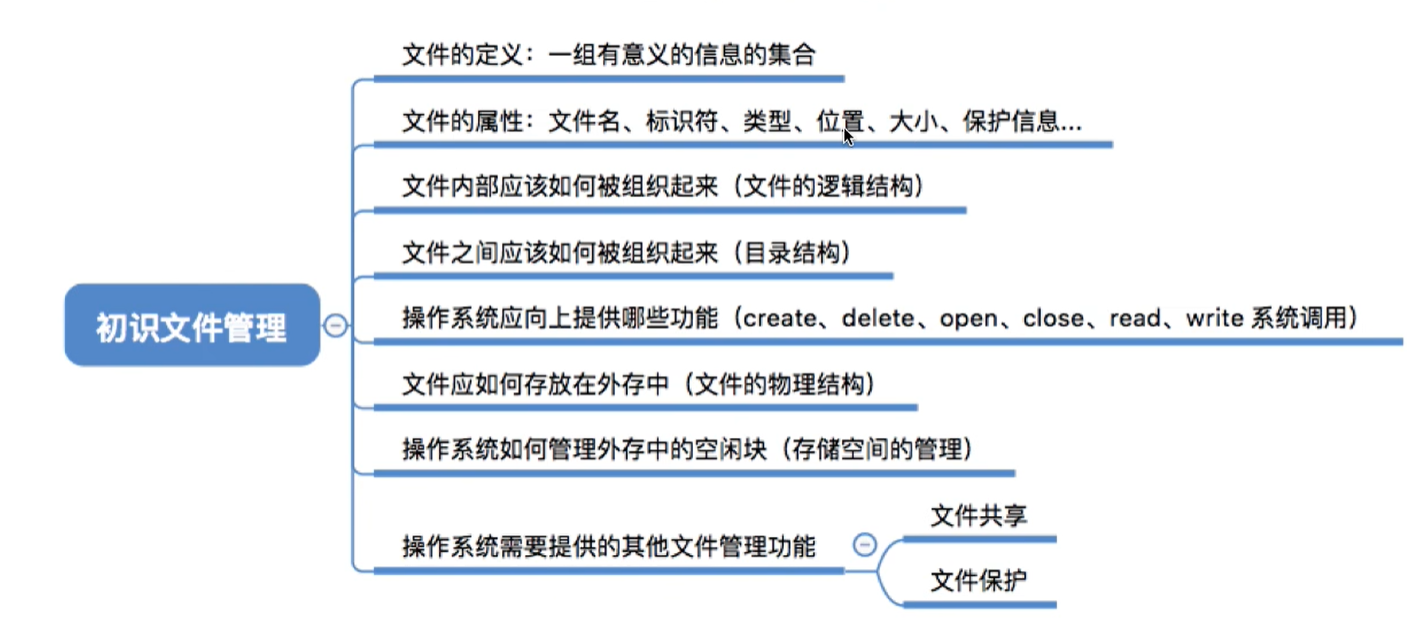 初识文件管理
文件的定义：一组有意义的信息的集合
文件的属性：文件名、标识符、类型、位置、大小、保护信息...
文件内部应该如何被组织起来（文件的逻辑结构）
文件之间应该如何被组织起来（目录结构）
操作系统应向上提供哪些功能（create、delete、open、close、read、write 系统调用）
文件应如何存放在外存中（文件的物理结构）
操作系统如何管理外存中的空闲块（存储空间的管理）
操作系统需要提供的其他文件管理功能
文件共享
文件保护